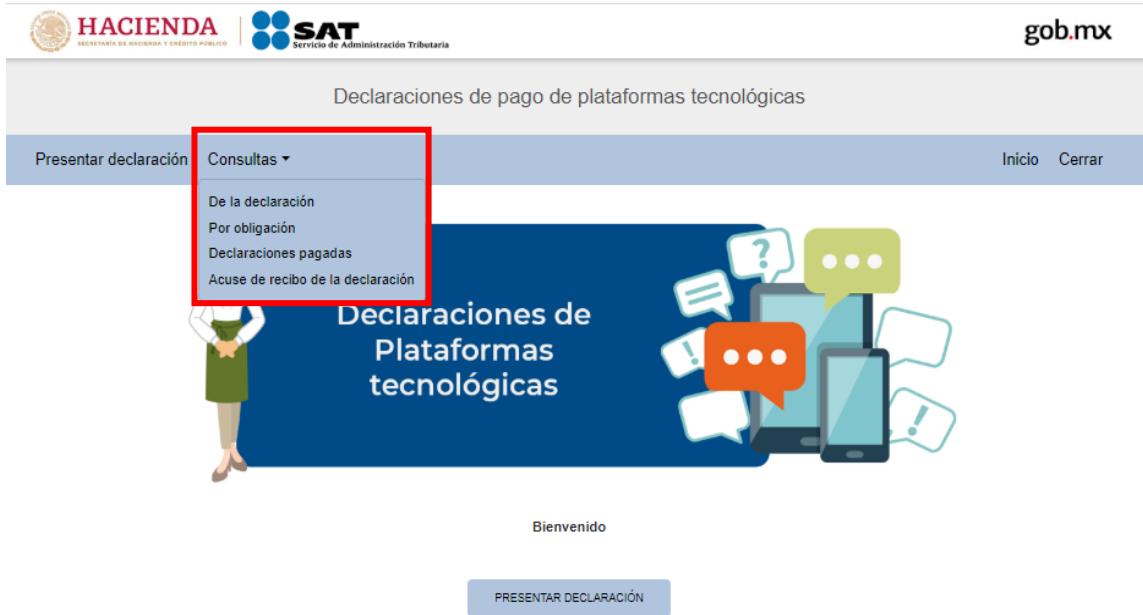 HACIENDA
SECRETARÍA DE HACIENDA Y CRÉDITO PÚBLICO
SAT
Servicio de Administración Tributaria
gob.mx
Declaraciones de pago de plataformas tecnológicas
Presentar declaración Consultas Inicio Cerrar
De la declaración
Por obligación
Declaraciones pagadas
Acuse de recibo de la declaración
Declaraciones de
Plataformas
tecnológicas
Bienvenido
PRESENTAR DECLARACIÓN